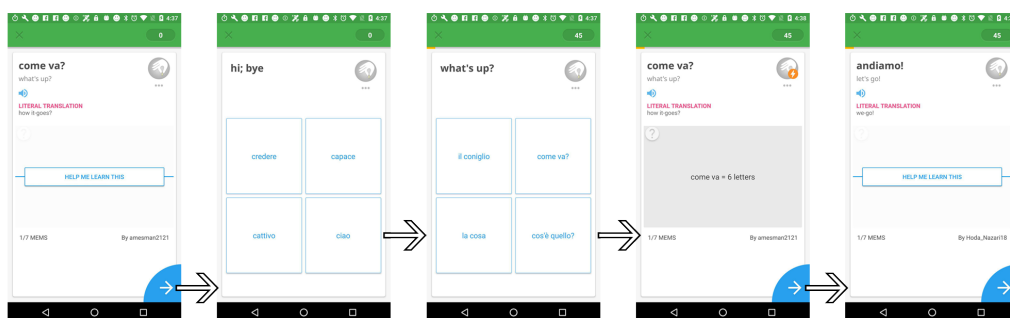 4:37
0
come va?
what's up?
LITERAL TRANSLATION
how it-goes?
HELP ME LEARN THIS
1/7 MEMS By amesman2121
4:37
0
hi; bye
credere capace
cattivo ciao
4:37
45
what's up?
il coniglio come va?
la cosa cos'è quello?
4:38
45
come va?
what's up?
LITERAL TRANSLATION
how it-goes?
?
come va = 6 letters
1/7 MEMS By amesman2121
45
andiamo!
let's go!
LITERAL TRANSLATION
we-go!
HELP ME LEARN THIS
1/7 MEMS By Hoda_Nazari18